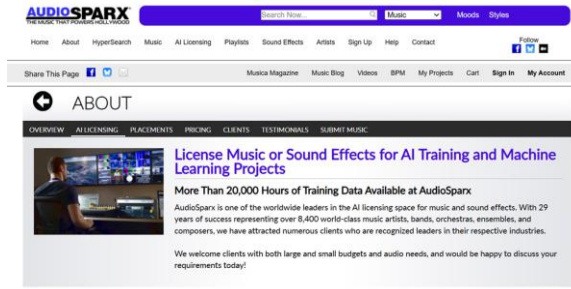 AUDIOSPARX
THE MUSIC THAT POWERS HOLLYWOOD
Search Now...
Music
Moods
Styles
Home About HyperSearch Music AI Licensing Playlists Sound Effects Artists Sign Up Help Contact
Follow
Share This Page
Musica Magazine Music Blog Videos BPM My Projects Cart Sign In My Account
ABOUT
OVERVIEW AI LICENSING PLACEMENTS PRICING CLIENTS TESTIMONIALS SUBMIT MUSIC
License Music or Sound Effects for AI Training and Machine
Learning Projects
More Than 20,000 Hours of Training Data Available at AudioSparx
AudioSparx is one of the worldwide leaders in the AI licensing space for music and sound effects. With 29
years of success representing over 8,400 world-class music artists, bands, orchestras, ensembles, and
composers, we have attracted numerous clients who are recognized leaders in their respective industries.
We welcome clients with both large and small budgets and audio needs, and would be happy to discuss your
requirements today!